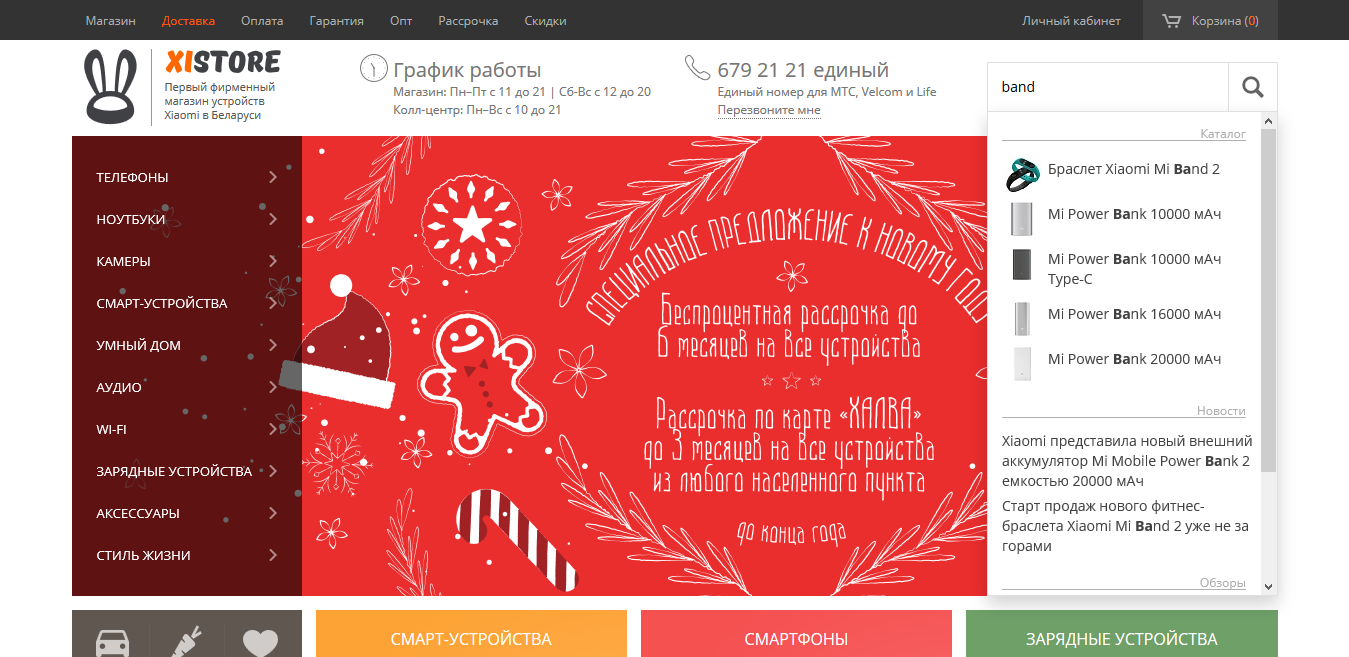 Магазин
Доставка
Оплата
Гарантия
Опт
Рассрочка
Скидки
Личный кабинет
Корзина (0)
XISTORE
Первый фирменный
магазин устройств
Xiaomi в Беларуси
График работы
Магазин: Пн–Пт с 11 до 21 | Сб-Вс с 12 до 20
Колл-центр: Пн–Вс с 10 до 21
679 21 21 единый
Единый номер для МТС, Velcom и Life
Перезвоните мне
band
Каталог
Браслет Xiaomi Mi Band 2
Mi Power Bank 10000 мАч
Mi Power Bank 10000 мАч
Type-C
Mi Power Bank 16000 мАч
Mi Power Bank 20000 мАч
Новости
Xiaomi представила новый внешний
аккумулятор Mi Mobile Power Bank 2
емкостью 20000 мАч
Старт продаж нового фитнес-
браслета Xiaomi Mi Band 2 уже не за
горами
Обзоры
ТЕЛЕФОНЫ
НОУТБУКИ
КАМЕРЫ
СМАРТ-УСТРОЙСТВА
УМНЫЙ ДОМ
АУДИО
WI-FI
ЗАРЯДНЫЕ УСТРОЙСТВА
АКСЕССУАРЫ
СТИЛЬ ЖИЗНИ
СПЕЦИАЛЬНОЕ ПРЕДЛОЖЕНИЕ К НОВОМУ ГОДУ
Беспроцентная рассрочка до
6 месяцев на все устройства
Рассрочка по карте «ХАЛВА»
до 3 месяцев на все устройства
из любого населенного пункта
до конца года
СМАРТ-УСТРОЙСТВА
СМАРТФОНЫ
ЗАРЯДНЫЕ УСТРОЙСТВА